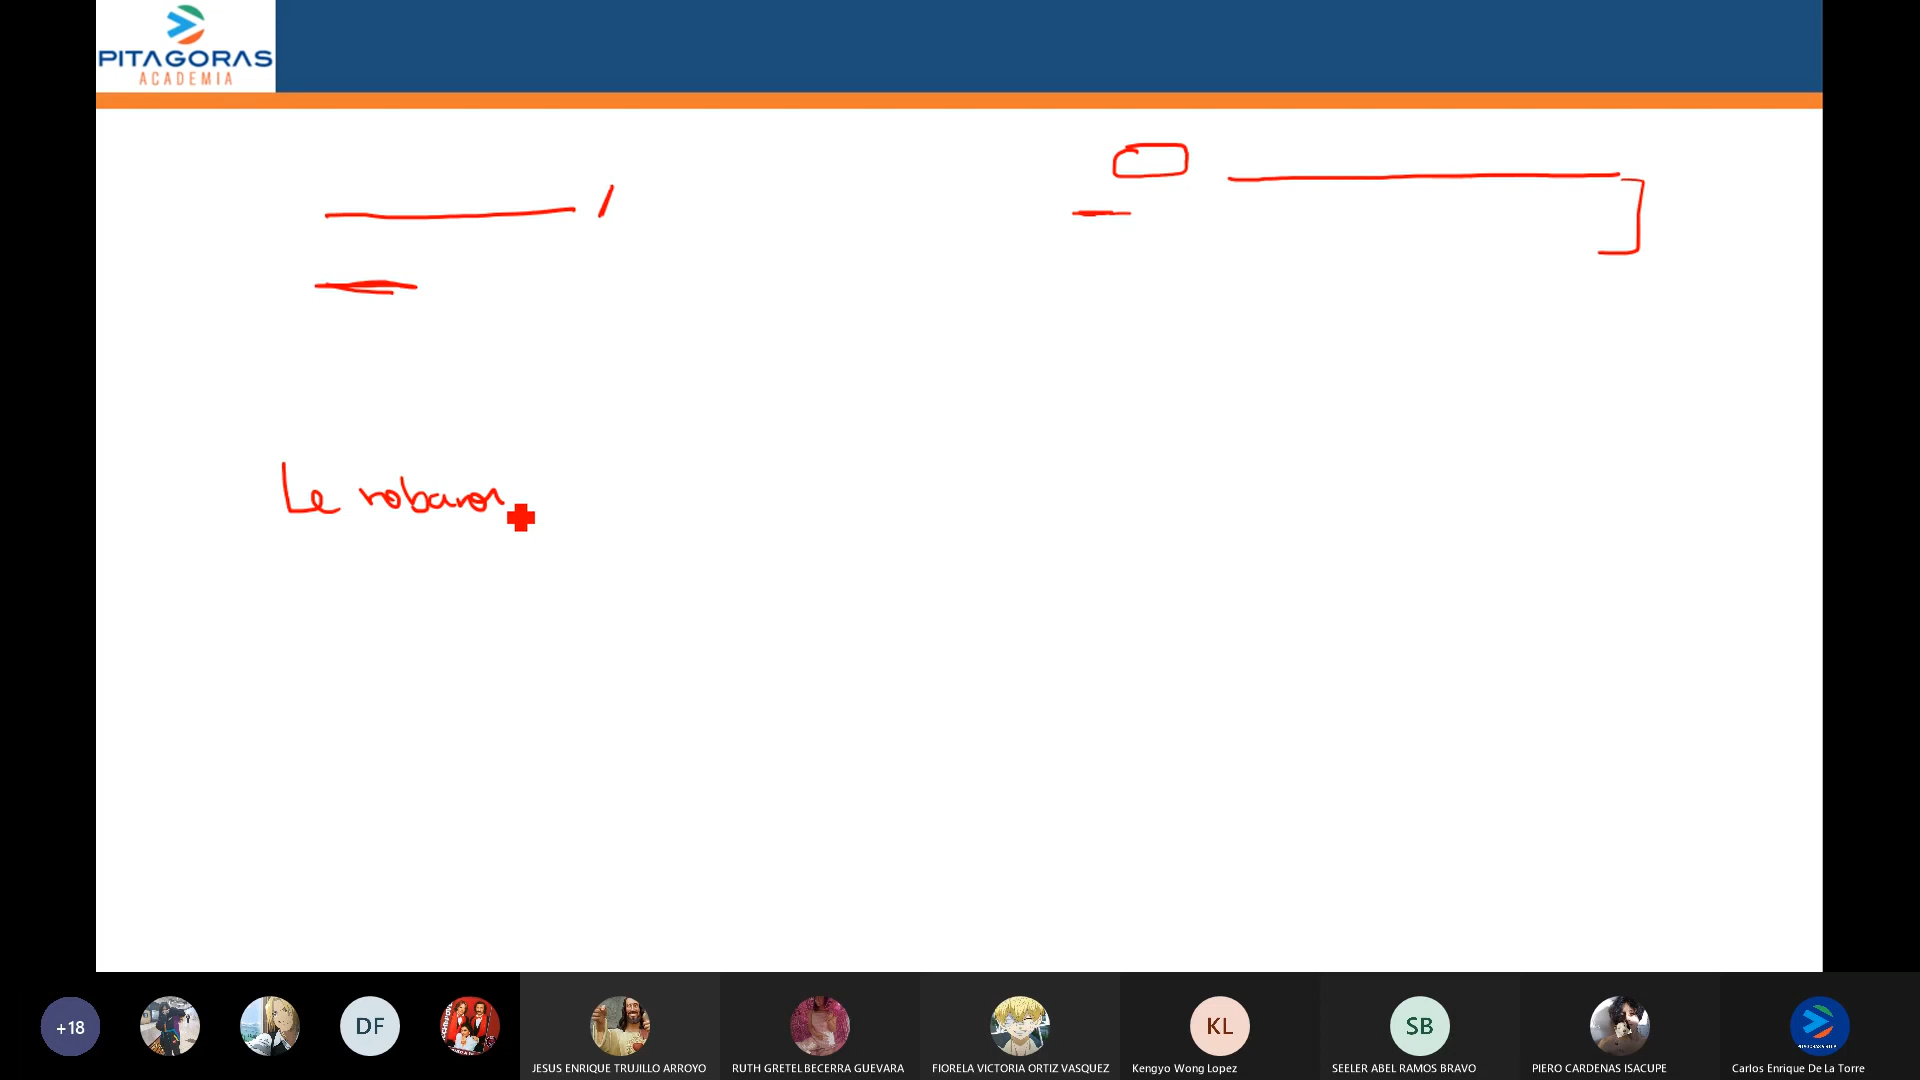 PITAGORAS
ACADEMIA
Le robaron
+18
DF
KL
SB
JESUS ENRIQUE TRUJILLO ARROYO
RUTH GRETEL BECERRA GUEVARA
FIORELA VICTORIA ORTIZ VASQUEZ
Kengyo Wong Lopez
SEELER ABEL RAMOS BRAVO
PIERO CARDENAS ISACUPE
Carlos Enrique De La Torre